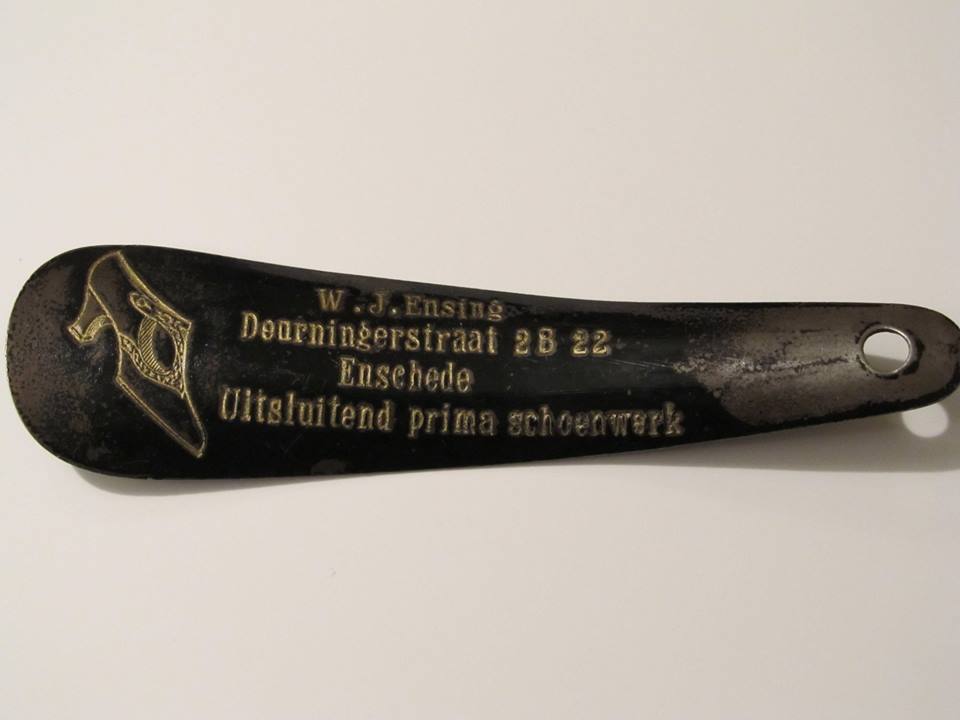 W.J. Ensing
Deurningerstraat 2B 22
Enschede
Uitsluitend prima schoenwerk